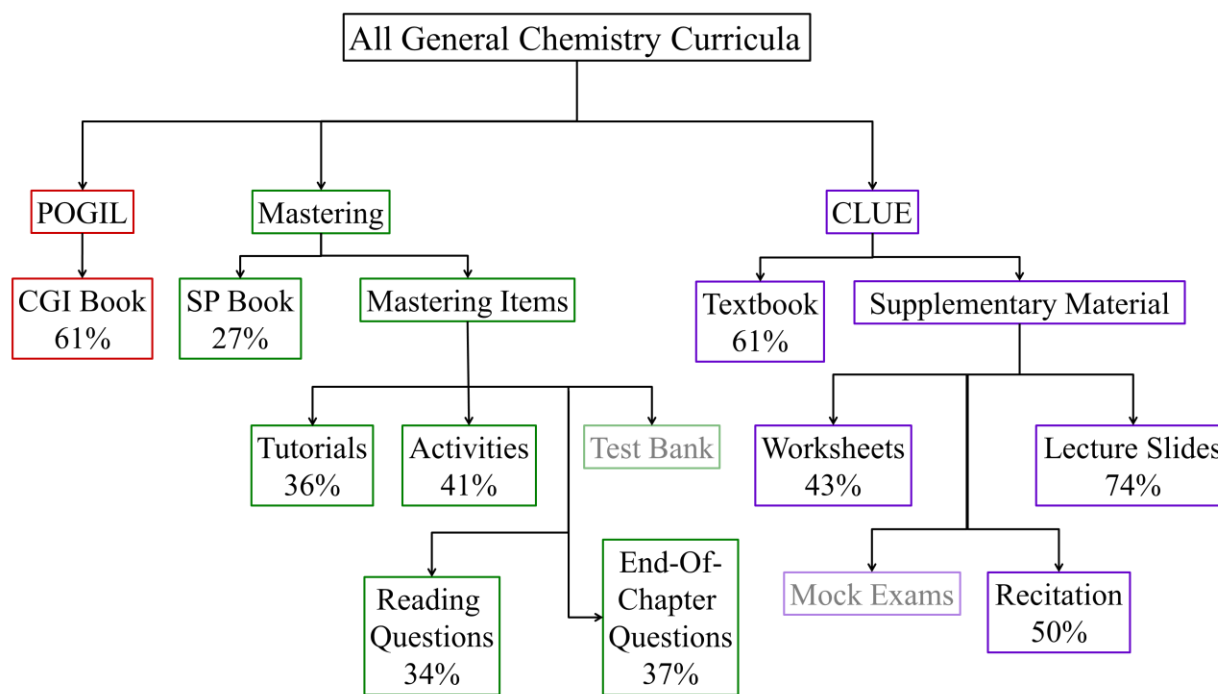 All General Chemistry Curricula
POGIL
Mastering
CLUE
CGI Book
61%
SP Book
27%
Mastering Items
Textbook
61%
Supplementary Material
Tutorials
36%
Activities
41%
Test Bank
Worksheets
43%
Lecture Slides
74%
Reading
Questions
34%
End-Of-
Chapter
Questions
37%
Mock Exams
Recitation
50%